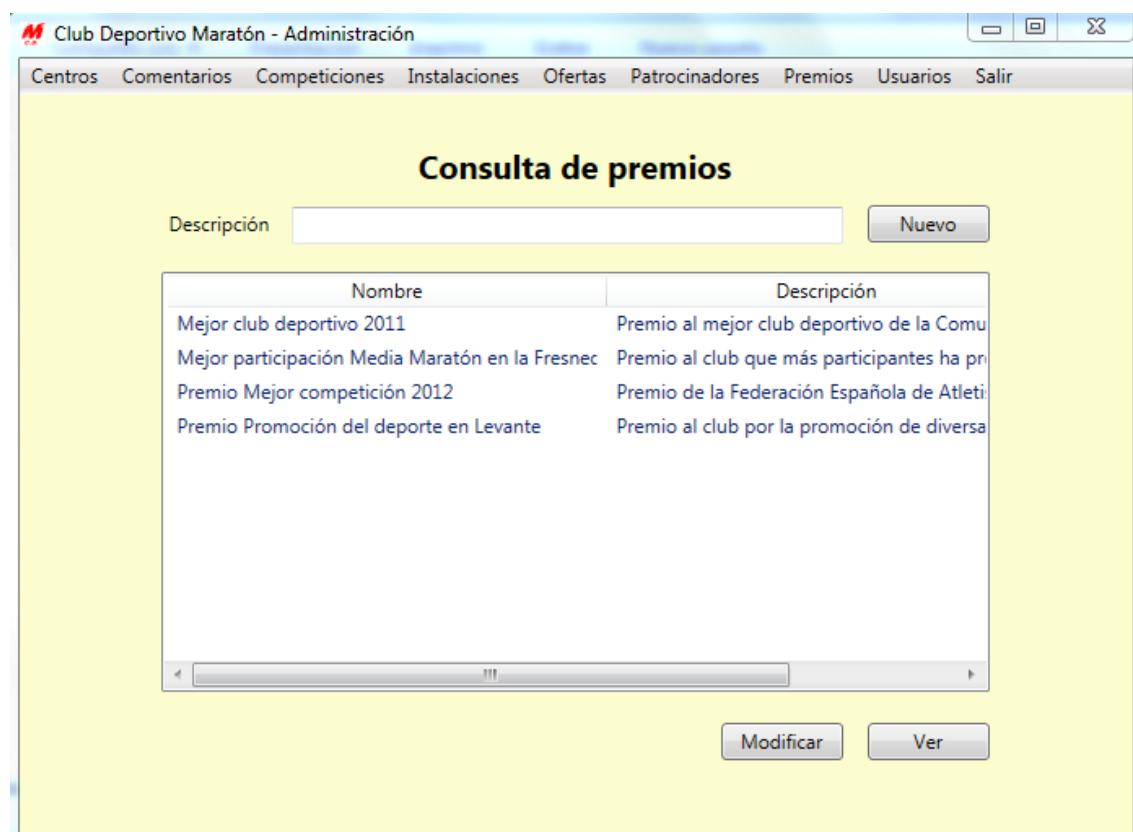 Club Deportivo Maratón - Administración
Centros Comentarios Competiciones Instalaciones Ofertas Patrocinadores Premios Usuarios Salir
Consulta de premios
Descripción Nuevo
Nombre Descripción
Mejor club deportivo 2011 Premio al mejor club deportivo de la Comu
Mejor participación Media Maratón en la Fresnec Premio al club que más participantes ha pr
Premio Mejor competición 2012 Premio de la Federación Española de Atleti
Premio Promoción del deporte en Levante Premio al club por la promoción de diversa
Modificar Ver